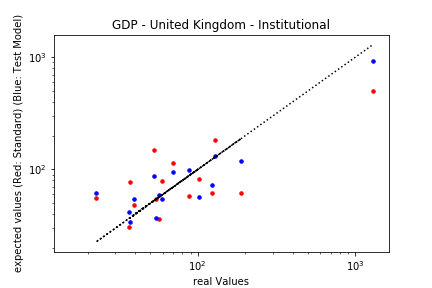 GDP - United Kingdom - Institutional
expected values (Red: Standard) (Blue: Test Model)
10³
10²
10²
10³
real Values